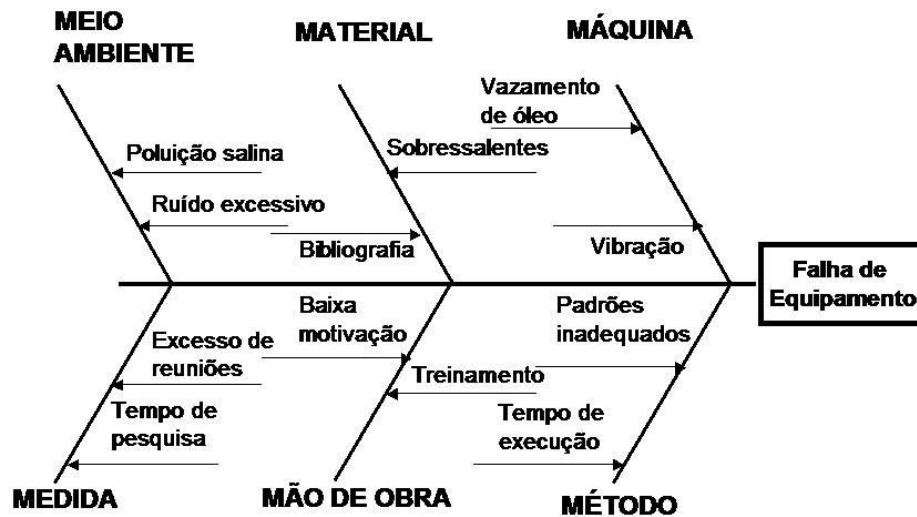 MEIO
AMBIENTE
MATERIAL
MÁQUINA
Vazamento
de óleo
Poluição salina
Sobressalentes
Ruído excessivo
Bibliografia
Vibração
Falha de
Equipamento
Baixa
motivação
Padrões
inadequados
Excesso de
reuniões
Treinamento
Tempo de
pesquisa
Tempo de
execução
MEDIDA
MÃO DE OBRA
MÉTODO